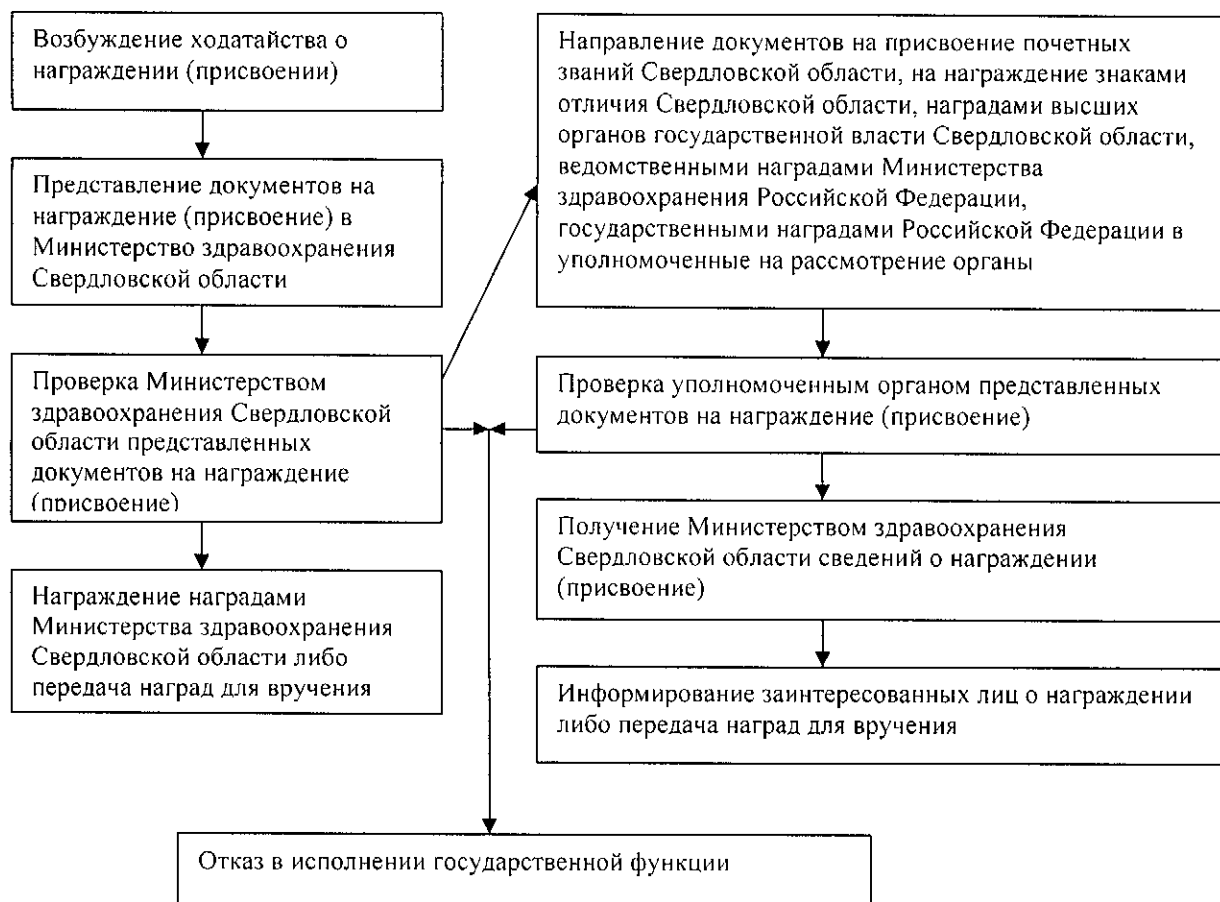 Возбуждение ходатайства о
награждении (присвоении)
Представление документов на
награждение (присвоение) в
Министерство здравоохранения
Свердловской области
Проверка Министерством
здравоохранения Свердловской
области представленных
документов на награждение
(присвоение)
Награждение наградами
Министерства здравоохранения
Свердловской области либо
передача наград для вручения
Направление документов на присвоение почетных
званий Свердловской области, на награждение знаками
отличия Свердловской области, наградами высших
органов государственной власти Свердловской области,
ведомственными наградами Министерства
здравоохранения Российской Федерации,
государственными наградами Российской Федерации в
уполномоченные на рассмотрение органы
Проверка уполномоченным органом представленных
документов на награждение (присвоение)
Получение Министерством здравоохранения
Свердловской области сведений о награждении
(присвоение)
Информирование заинтересованных лиц о награждении
либо передача наград для вручения
Отказ в исполнении государственной функции